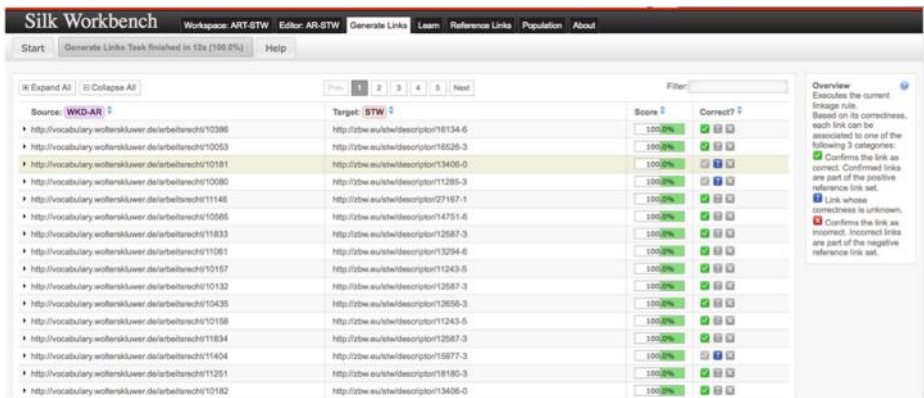 Silk Workbench Workspace: ART-STW Editor: AR-STW Generate Links Learn Reference Links Population About
Start Generate Links Task finished in 12s (100.0%) Help
Expand All Collapse All Prev 1 2 3 4 5 Next Filter:
Source: WKD-AR Target: STW Score Correct?
http://vocabulary.wolterskluwer.de/arbeitsrecht/10386 http://zbw.eu/stw/descriptor/16134-6 100.0%
http://vocabulary.wolterskluwer.de/arbeitsrecht/10053 http://zbw.eu/stw/descriptor/16526-3 100.0%
http://vocabulary.wolterskluwer.de/arbeitsrecht/10181 http://zbw.eu/stw/descriptor/13406-0 100.0%
http://vocabulary.wolterskluwer.de/arbeitsrecht/10080 http://zbw.eu/stw/descriptor/11285-3 100.0%
http://vocabulary.wolterskluwer.de/arbeitsrecht/11146 http://zbw.eu/stw/descriptor/27167-1 100.0%
http://vocabulary.wolterskluwer.de/arbeitsrecht/10565 http://zbw.eu/stw/descriptor/14751-6 100.0%
http://vocabulary.wolterskluwer.de/arbeitsrecht/11833 http://zbw.eu/stw/descriptor/12587-3 100.0%
http://vocabulary.wolterskluwer.de/arbeitsrecht/11061 http://zbw.eu/stw/descriptor/13294-6 100.0%
http://vocabulary.wolterskluwer.de/arbeitsrecht/10157 http://zbw.eu/stw/descriptor/11243-5 100.0%
http://vocabulary.wolterskluwer.de/arbeitsrecht/10132 http://zbw.eu/stw/descriptor/12687-3 100.0%
http://vocabulary.wolterskluwer.de/arbeitsrecht/10435 http://zbw.eu/stw/descriptor/12656-3 100.0%
http://vocabulary.wolterskluwer.de/arbeitsrecht/10158 http://zbw.eu/stw/descriptor/11243-5 100.0%
http://vocabulary.wolterskluwer.de/arbeitsrecht/11834 http://zbw.eu/stw/descriptor/12587-3 100.0%
http://vocabulary.wolterskluwer.de/arbeitsrecht/11404 http://zbw.eu/stw/descriptor/15977-3 100.0%
http://vocabulary.wolterskluwer.de/arbeitsrecht/11251 http://zbw.eu/stw/descriptor/18180-3 100.0%
http://vocabulary.wolterskluwer.de/arbeitsrecht/10182 http://zbw.eu/stw/descriptor/13406-0 100.0%
Overview
Executes the current
linkage rule.
Based on its correctness,
each link can be
associated to one of the
following 3 categories:
Confirms the link as
correct. Confirmed links
are part of the positive
reference link set.
Link whose
correctness is unknown.
Confirms the link as
incorrect. Incorrect links
are part of the negative
reference link set.